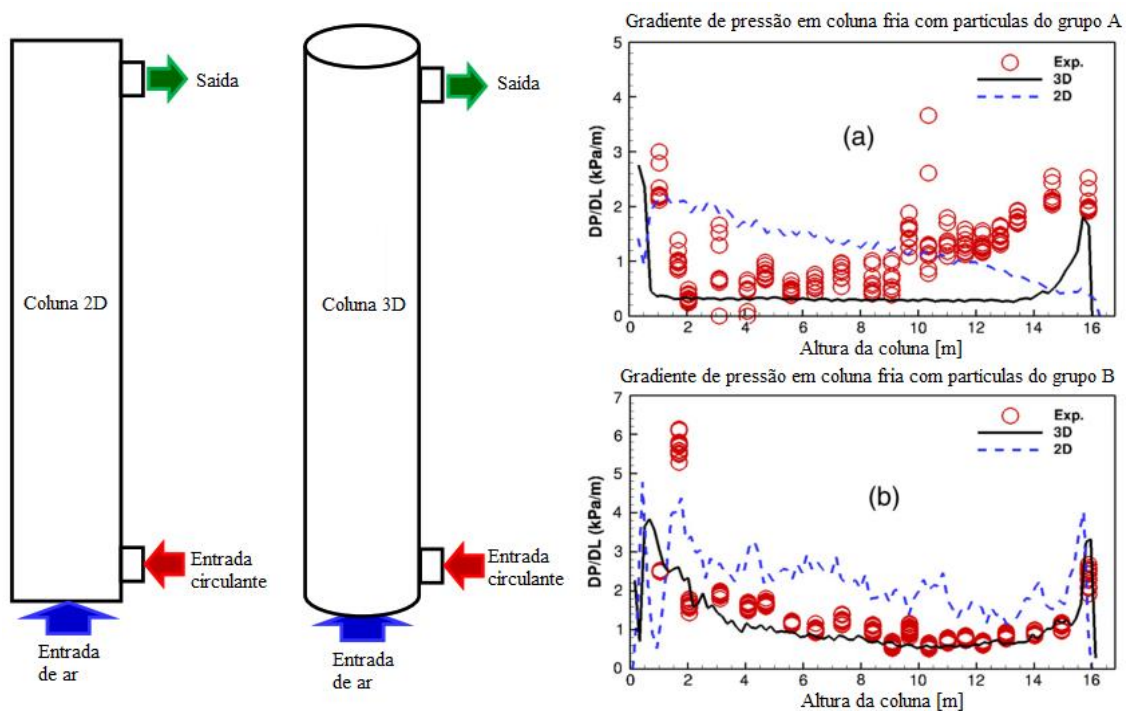 Saída
Coluna 2D
Entrada
circulante
Entrada
de ar
Saída
Coluna 3D
Entrada
circulante
Entrada
de ar
Gradiente de pressão em coluna fria com particulas do grupo A
5
4
3
2
1
0
DP/DL (kPa/m)
(a)
Exp.
3D
2D
0 2 4 6 8 10 12 14 16
Altura da coluna [m]
Gradiente de pressão em coluna fria com particulas do grupo B
7
6
5
4
3
2
1
0
DP/DL (kPa/m)
(b)
Exp.
3D
2D
0 2 4 6 8 10 12 14 16
Altura da coluna [m]